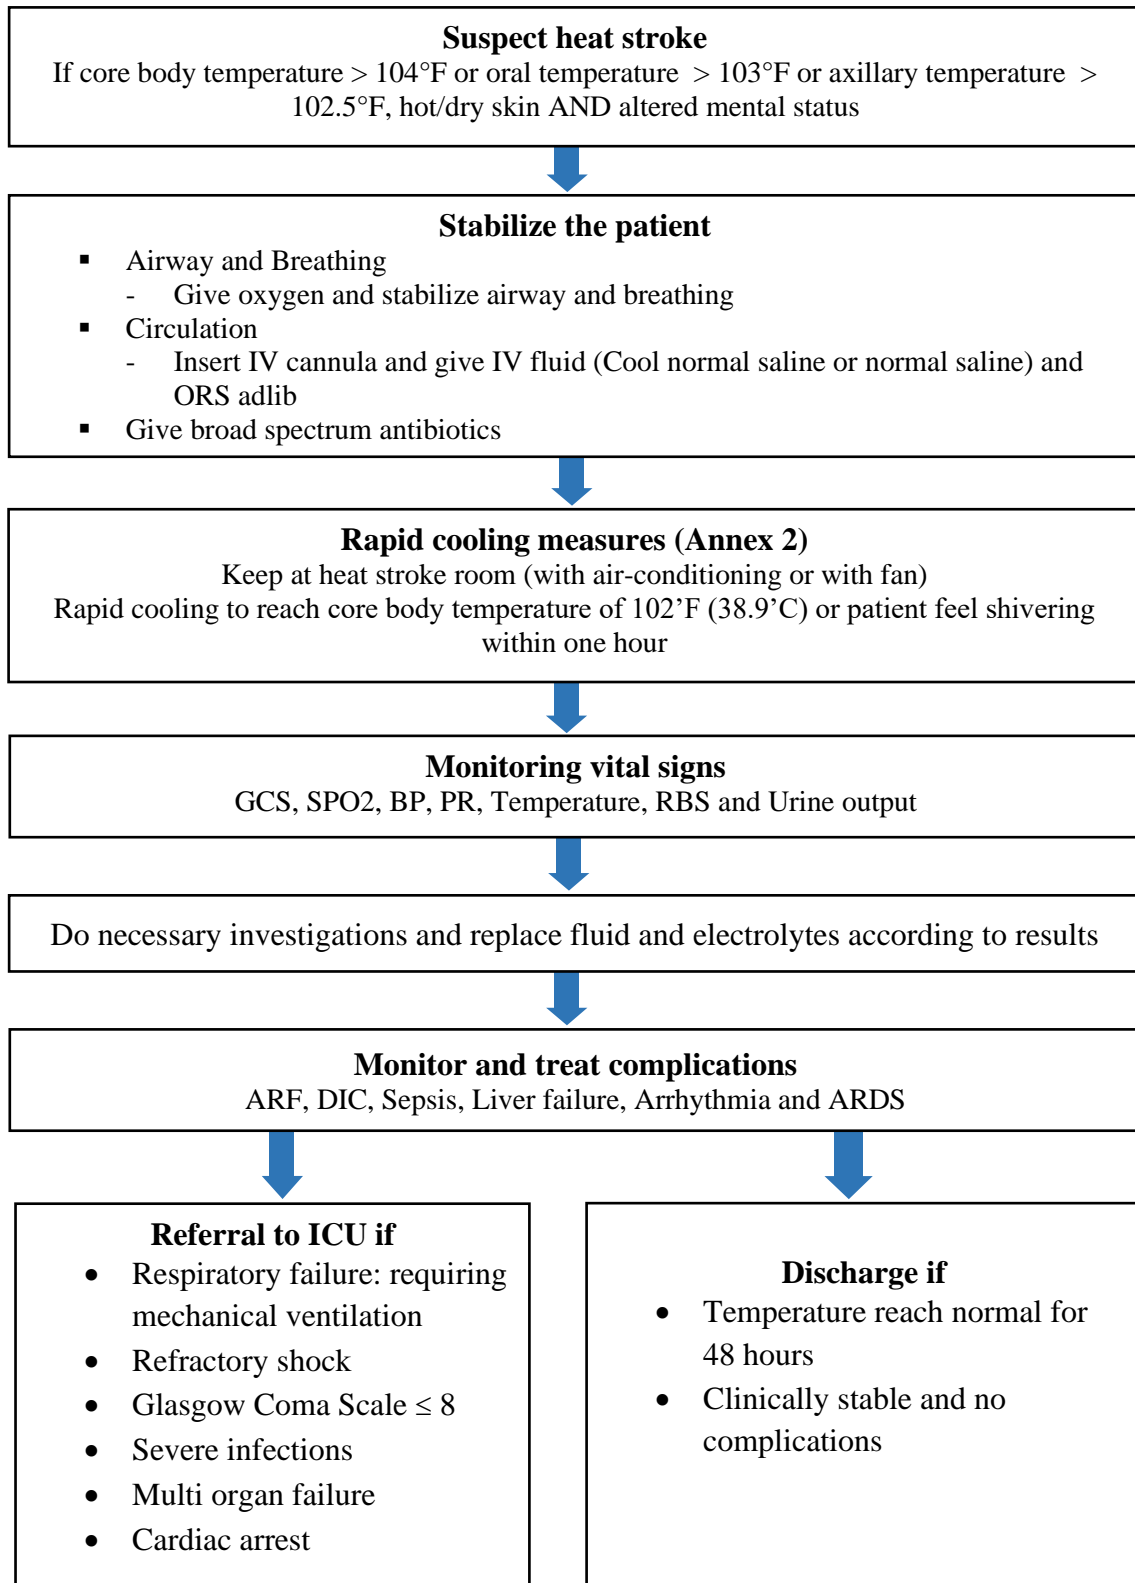 Suspect heat stroke
If core body temperature > 104°F or oral temperature > 103°F or axillary temperature >
102.5°F, hot/dry skin AND altered mental status
Stabilize the patient
▪ Airway and Breathing
- Give oxygen and stabilize airway and breathing
▪ Circulation
- Insert IV cannula and give IV fluid (Cool normal saline or normal saline) and
ORS adlib
▪ Give broad spectrum antibiotics
Rapid cooling measures (Annex 2)
Keep at heat stroke room (with air-conditioning or with fan)
Rapid cooling to reach core body temperature of 102’F (38.9’C) or patient feel shivering
within one hour
Monitoring vital signs
GCS, SPO2, BP, PR, Temperature, RBS and Urine output
Do necessary investigations and replace fluid and electrolytes according to results
Monitor and treat complications
ARF, DIC, Sepsis, Liver failure, Arrhythmia and ARDS
Referral to ICU if
• Respiratory failure: requiring
mechanical ventilation
• Refractory shock
• Glasgow Coma Scale ≤ 8
• Severe infections
• Multi organ failure
• Cardiac arrest
Discharge if
• Temperature reach normal for
48 hours
• Clinically stable and no
complications